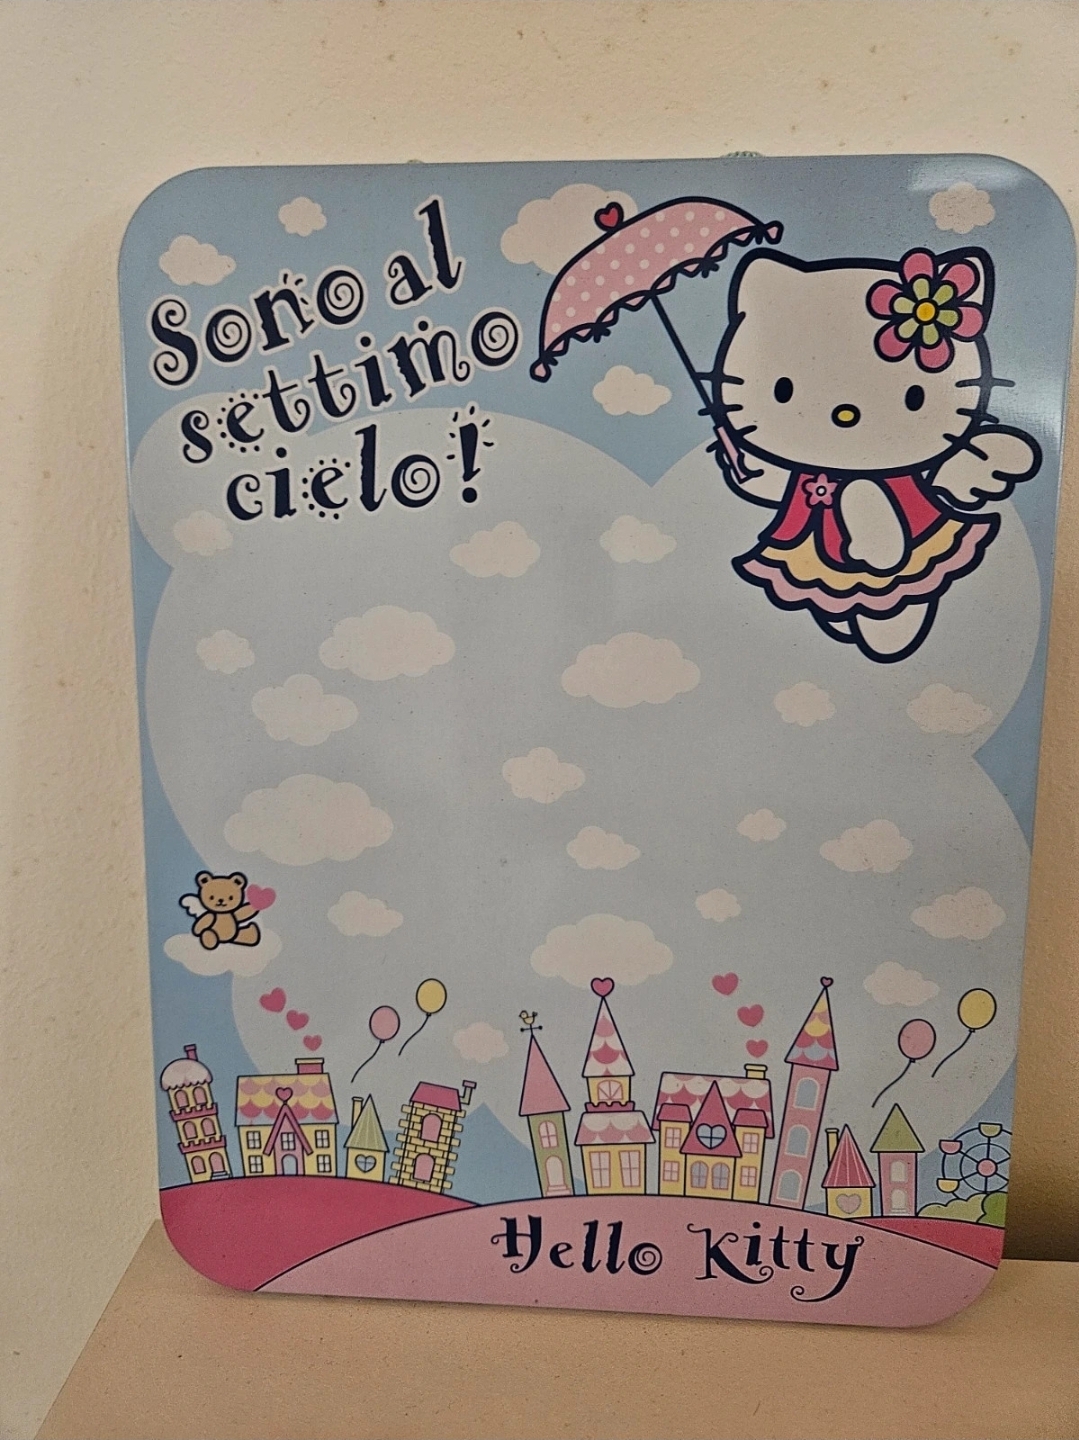 Sono al
settimo
cielo!
Hello Kitty